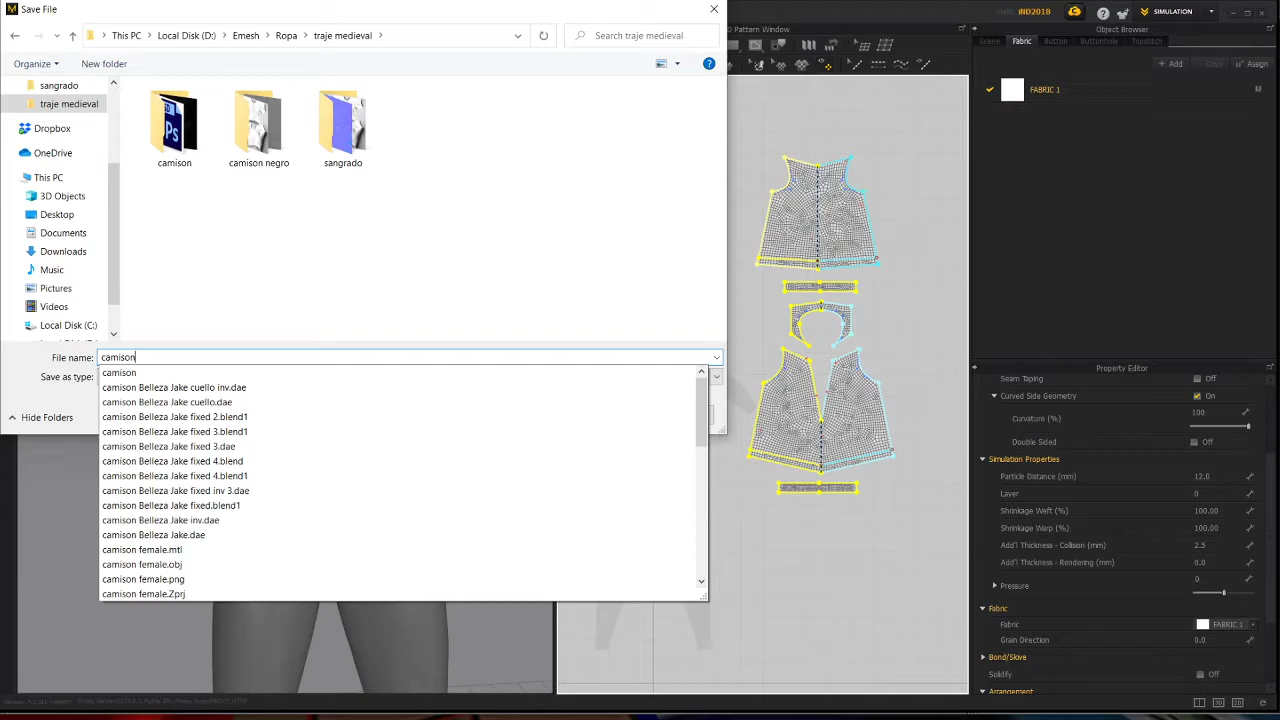 Save File
This PC
Local Disk (D:)
Emesh
Ropa
traje medieval
Search traje medieval
Organize
New folder
sangrado
traje medieval
Dropbox
OneDrive
This PC
3D Objects
Desktop
Documents
Downloads
Music
Pictures
Videos
Local Disk (C:)
camison
camison negro
sangrado
File name:
camison
Save as type:
Hide Folders
camison
camison Belleza Jake cuello inv.dae
camison Belleza Jake cuello.dae
camison Belleza Jake fixed 2.blend1
camison Belleza Jake fixed 3.blend1
camison Belleza Jake fixed 3.dae
camison Belleza Jake fixed 4.blend
camison Belleza Jake fixed 4.blend1
camison Belleza Jake fixed inv 3.dae
camison Belleza Jake fixed.blend1
camison Belleza Jake inv.dae
camison Belleza Jake.dae
camison female.mtl
camison female.obj
camison female.png
camison female.Zprj
Hello, iND2018
SIMULATION
D Pattern Window
Object Browser
Scene
Fabric
Button
Buttonhole
Topstitch
+ Add
Copy
Assign
FABRIC 1
Property Editor
Seam Taping
Off
Curved Side Geometry
On
Curvature (%)
100
Double Sided
Off
Simulation Properties
Particle Distance (mm)
12.0
Layer
0
Shrinkage Weft (%)
100.00
Shrinkage Warp (%)
100.00
Add'l Thickness - Collision (mm)
2.5
Add'l Thickness - Rendering (mm)
0.0
Pressure
0
Fabric
Fabric
FABRIC 1
Grain Direction
0.0
Bond/Skive
Solidify
Off
Arrangement